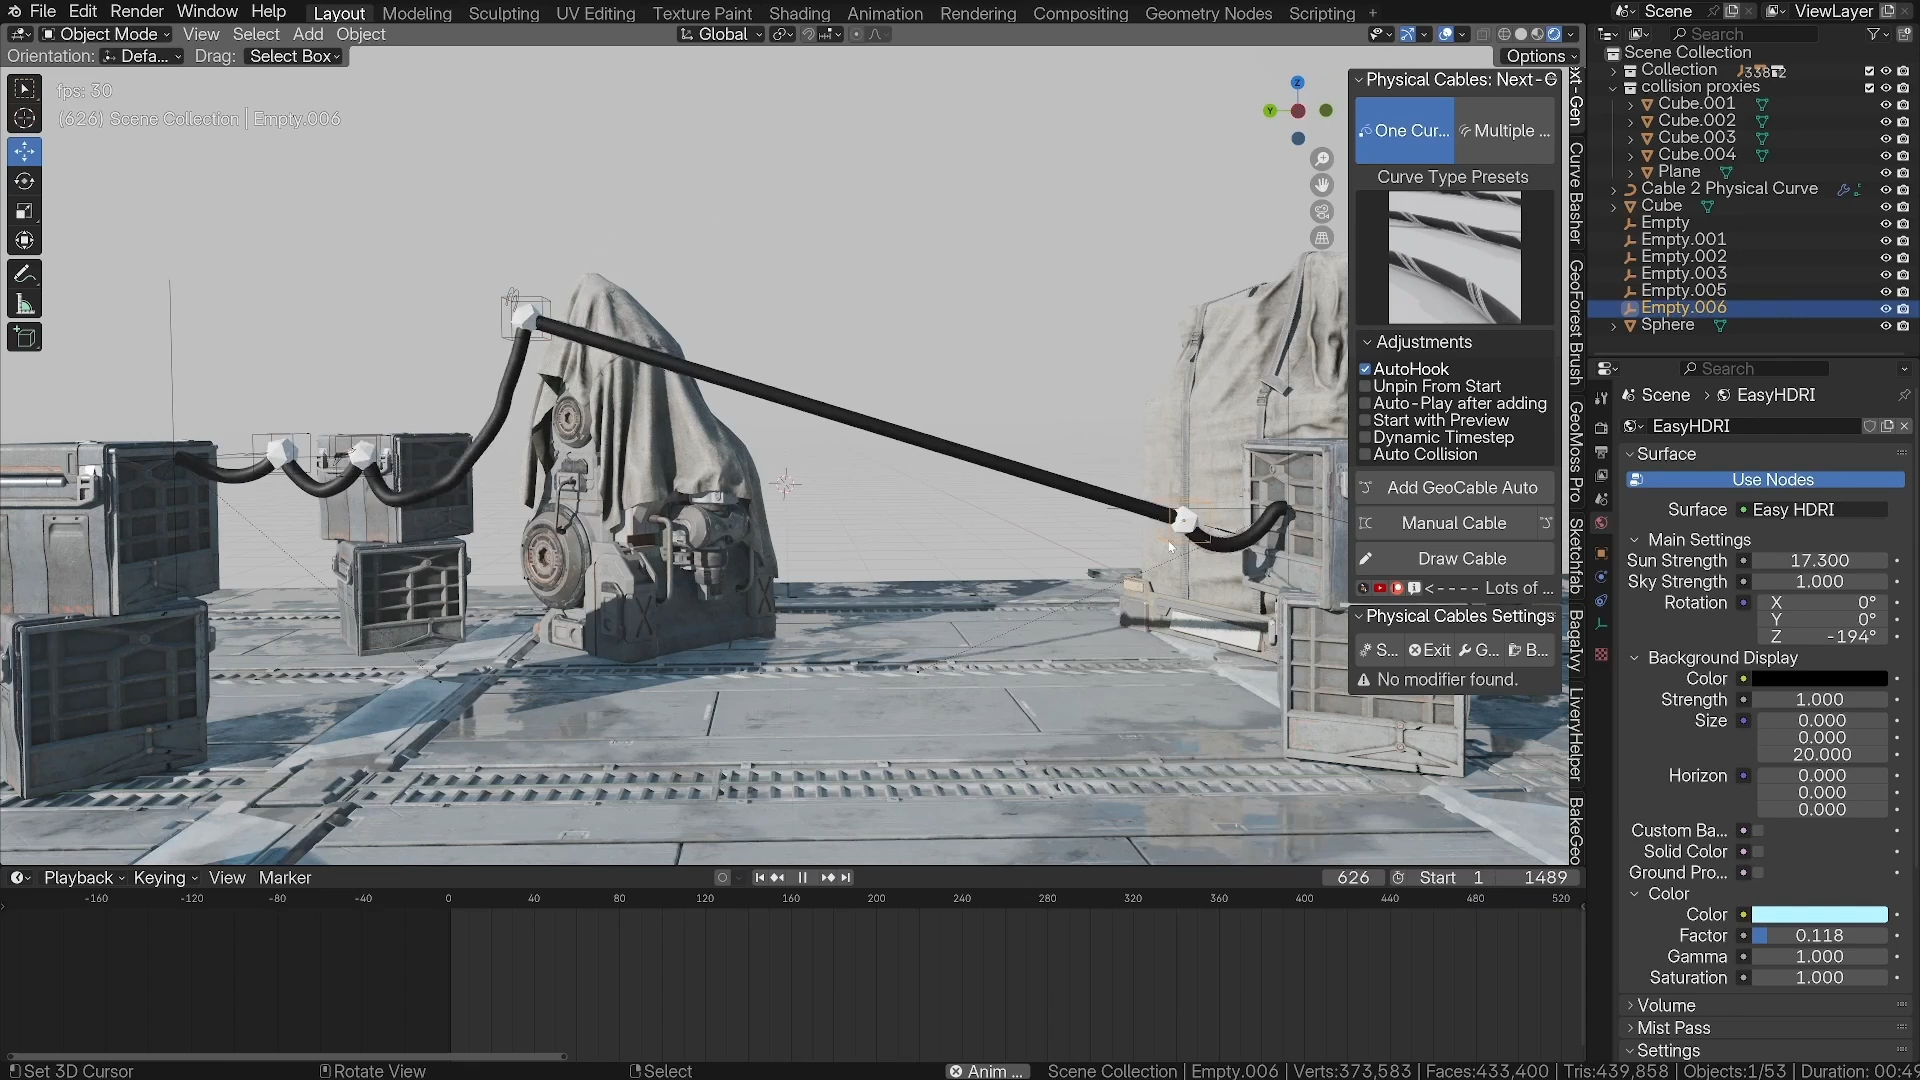 File Edit Render Window Help Layout Modeling Sculpting UV Editing Texture Paint Shading Animation Rendering Compositing Geometry Nodes Scripting + Scene ViewLayer
Object Mode View Select Add Object Global Search
Orientation: Defa... Drag: Select Box Options
fps: 30
(626) Scene Collection | Empty.006
Z
Y
Physical Cables: Next-G
One Cur... Multiple ...
Curve Type Presets
Adjustments
AutoHook
Unpin From Start
Auto-Play after adding
Start with Preview
Dynamic Timestep
Auto Collision
Add GeoCable Auto
Manual Cable
Draw Cable
<---- Lots of ...
Physical Cables Settings
S... Exit G... B...
No modifier found.
xt-Gen
Curve Basher
GeoForest Brush
GeoMoss Pro
Sketchfab
BagaIvy
LiveryHelper
BakeGeo
Scene Collection
Collection
collision proxies
Cube.001
Cube.002
Cube.003
Cube.004
Plane
Cable 2 Physical Curve
Cube
Empty
Empty.001
Empty.002
Empty.003
Empty.005
Empty.006
Sphere
Search
Scene > EasyHDRI
EasyHDRI
Surface
Use Nodes
Surface Easy HDRI
Main Settings
Sun Strength 17.300
Sky Strength 1.000
Rotation X 0°
Y 0°
Z -194°
Background Display
Color
Strength 1.000
Size 0.000
0.000
20.000
Horizon 0.000
0.000
0.000
Custom Ba...
Solid Color
Ground Pro...
Color
Color
Factor 0.118
Gamma 1.000
Saturation 1.000
Volume
Mist Pass
Settings
Playback Keying View Marker 626 Start 1 1489
-160 -120 -80 -40 0 40 80 120 160 200 240 280 320 360 400 440 480 520
Set 3D Cursor Rotate View Select Anim ... Scene Collection | Empty.006 | Verts:373,583 | Faces:433,400 | Tris:439,858 | Objects:1/53 | Duration: 00:49